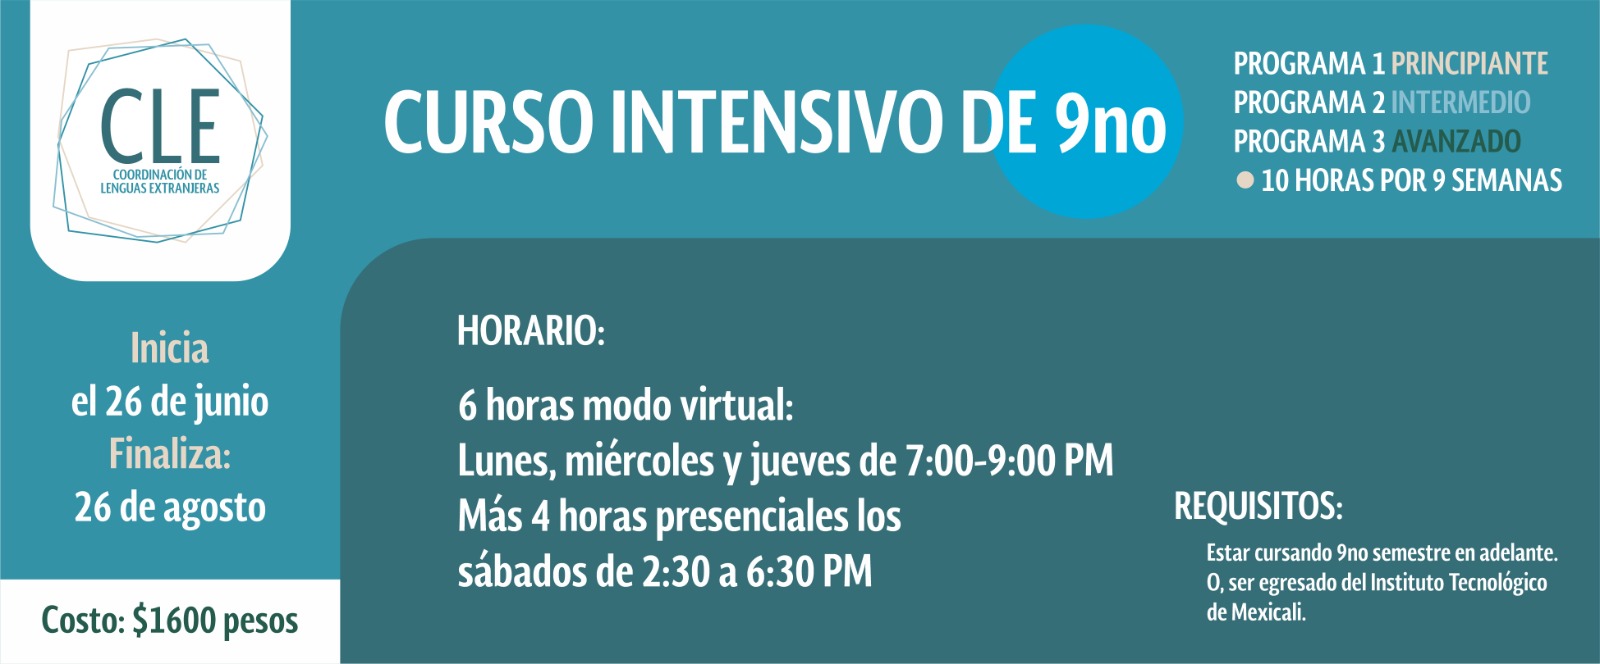 CLE
COORDINACIÓN DE
LENGUAS EXTRANJERAS
CURSO INTENSIVO DE 9no
PROGRAMA 1 PRINCIPIANTE
PROGRAMA 2 INTERMEDIO
PROGRAMA 3 AVANZADO
10 HORAS POR 9 SEMANAS
Inicia
el 26 de junio
Finaliza:
26 de agosto
Costo: $1600 pesos
HORARIO:
6 horas modo virtual:
Lunes, miércoles y jueves de 7:00-9:00 PM
Más 4 horas presenciales los
sábados de 2:30 a 6:30 PM
REQUISITOS:
Estar cursando 9no semestre en adelante.
O, ser egresado del Instituto Tecnológico
de Mexicali.